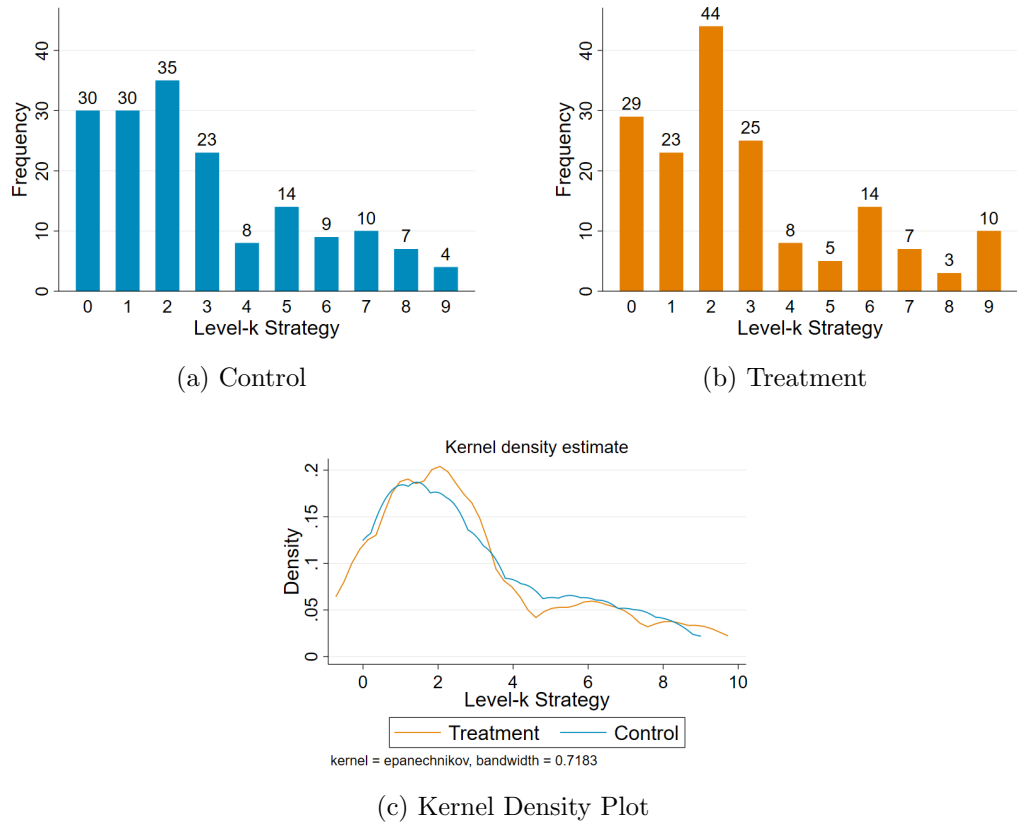 40
30
20
10
0
Frequency
30
30
35
23
8
14
9
10
7
4
0 1 2 3 4 5 6 7 8 9
Level-k Strategy
(a) Control
40
30
20
10
0
Frequency
29
23
44
25
8
5
14
7
3
10
0 1 2 3 4 5 6 7 8 9
Level-k Strategy
(b) Treatment
Kernel density estimate
.2
.15
.1
.05
0
Density
0 2 4 6 8 10
Level-k Strategy
Treatment Control
kernel = epanechnikov, bandwidth = 0.7183
(c) Kernel Density Plot